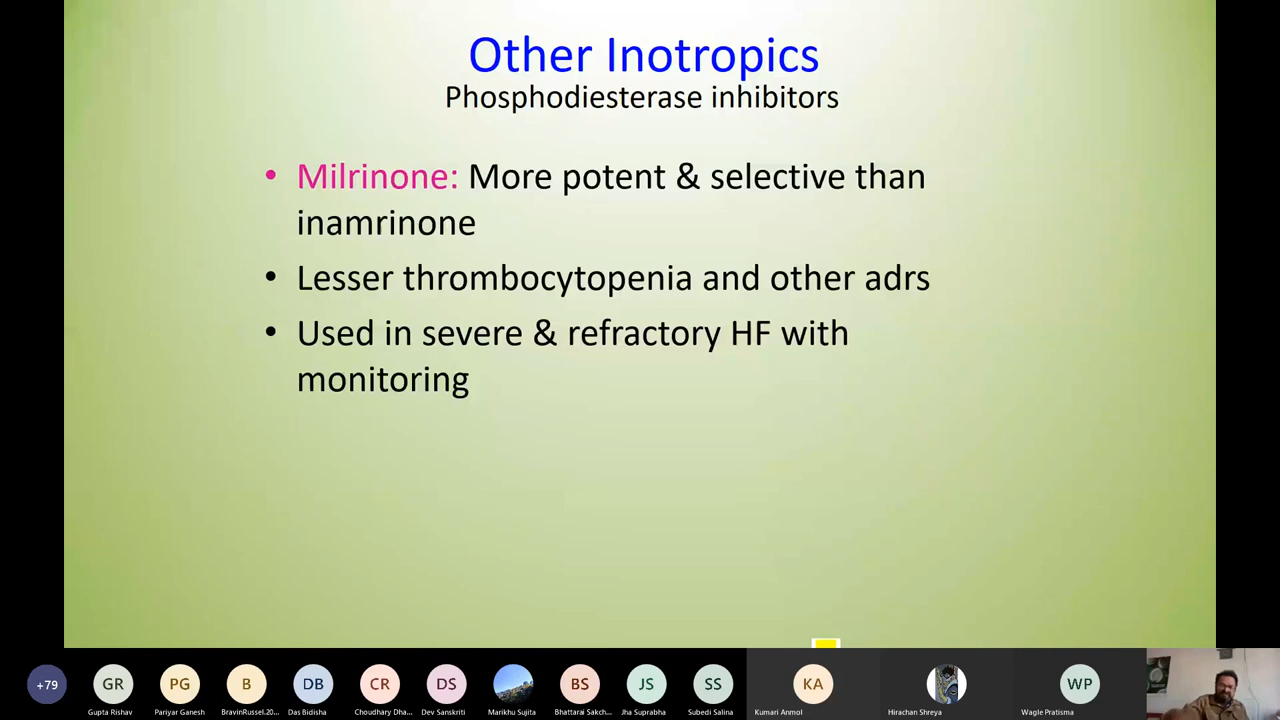 Other Inotropics
Phosphodiesterase inhibitors
• Milrinone: More potent & selective than
inamrinone
• Lesser thrombocytopenia and other adrs
• Used in severe & refractory HF with
monitoring
+79
GR
PG
B
DB
CR
DS
BS
JS
SS
KA
WP
Gupta Rishav
Pariyar Ganesh
BravinRussel.20...
Das Bidisha
Choudhary Dha...
Dev Sanskriti
Marikhu Sujita
Bhattarai Sakch...
Jha Suprabha
Subedi Salina
Kumari Anmol
Hirachan Shreya
Wagle Pratisma